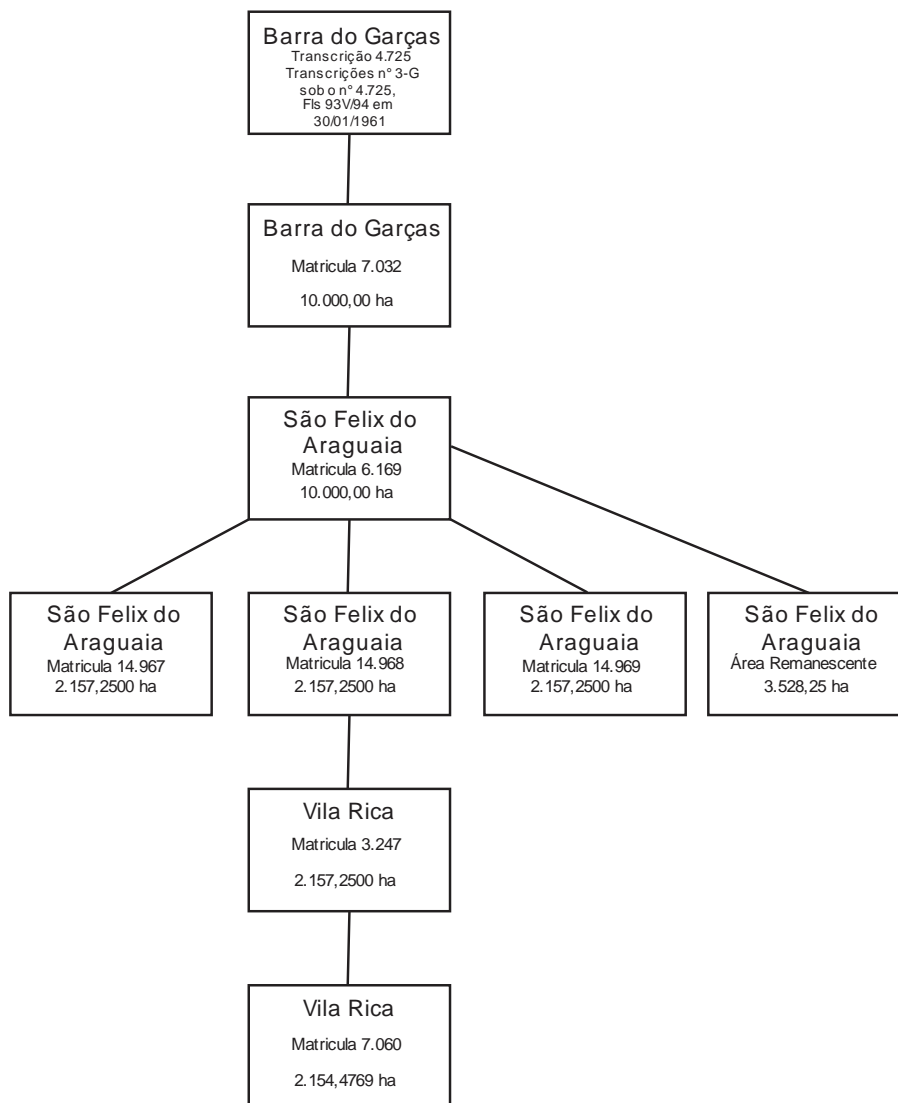 Barra do Garças
Transcrição 4.725
Transcrições n° 3-G
sob o n° 4.725,
Fls 93V/94 em
30/01/1961
Barra do Garças
Matricula 7.032
10.000,00 ha
São Felix do
Araguaia
Matricula 6.169
10.000,00 ha
São Felix do
Araguaia
Matricula 14.967
2.157,2500 ha
São Felix do
Araguaia
Matricula 14.968
2.157,2500 ha
São Felix do
Araguaia
Matricula 14.969
2.157,2500 ha
São Felix do
Araguaia
Área Remanescente
3.528,25 ha
Vila Rica
Matricula 3.247
2.157,2500 ha
Vila Rica
Matricula 7.060
2.154,4769 ha